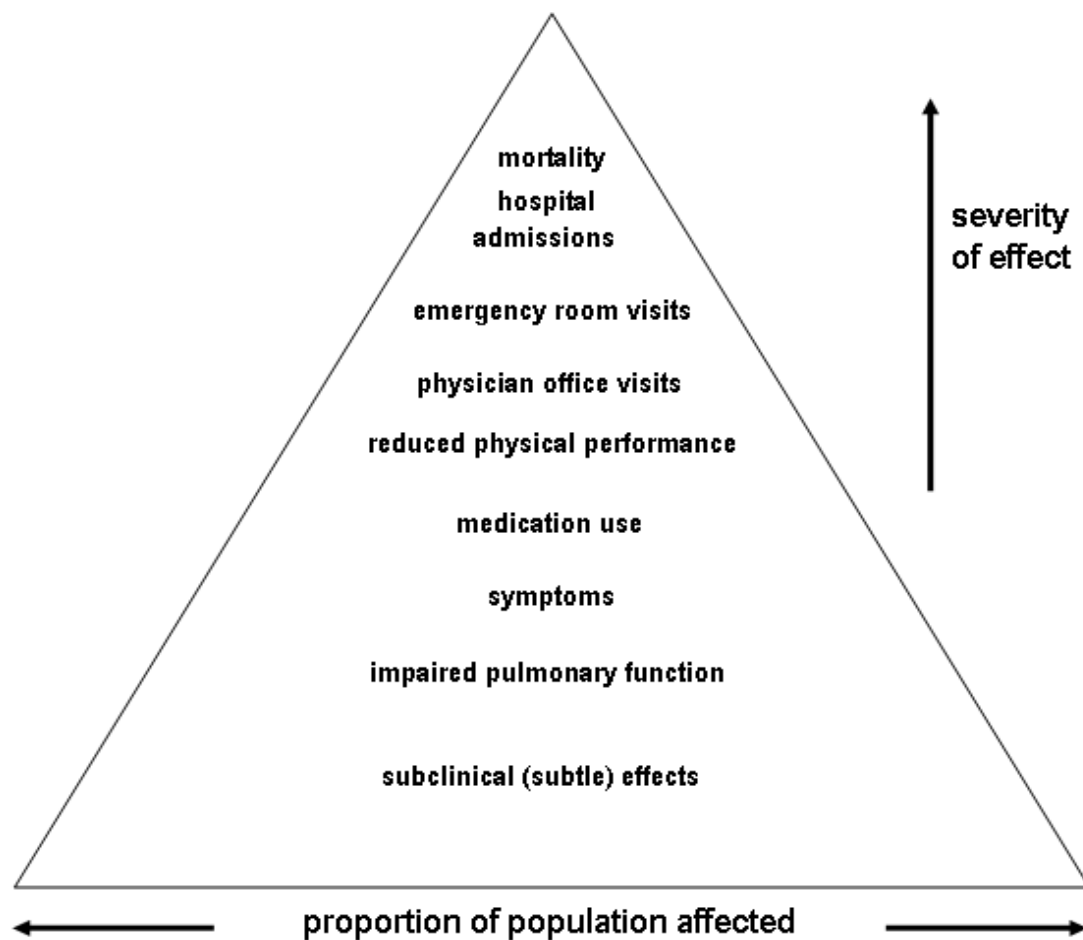 mortality
hospital
admissions
severity
of effect
emergency room visits
physician office visits
reduced physical performance
medication use
symptoms
impaired pulmonary function
subclinical (subtle) effects
proportion of population affected